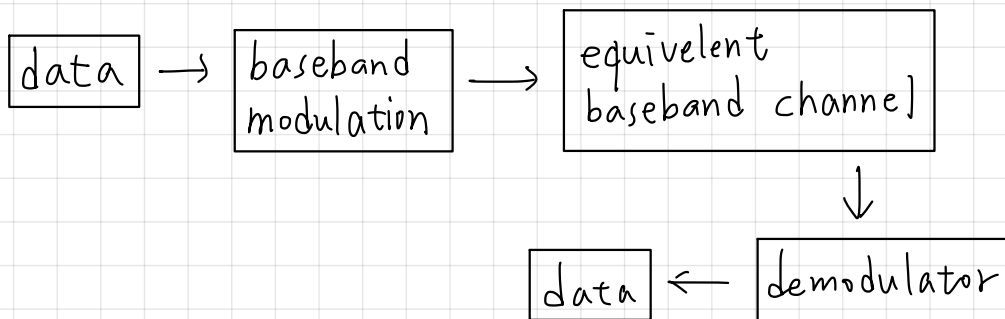 data
baseband
modulation
equivelent
baseband channel
demodulator
data